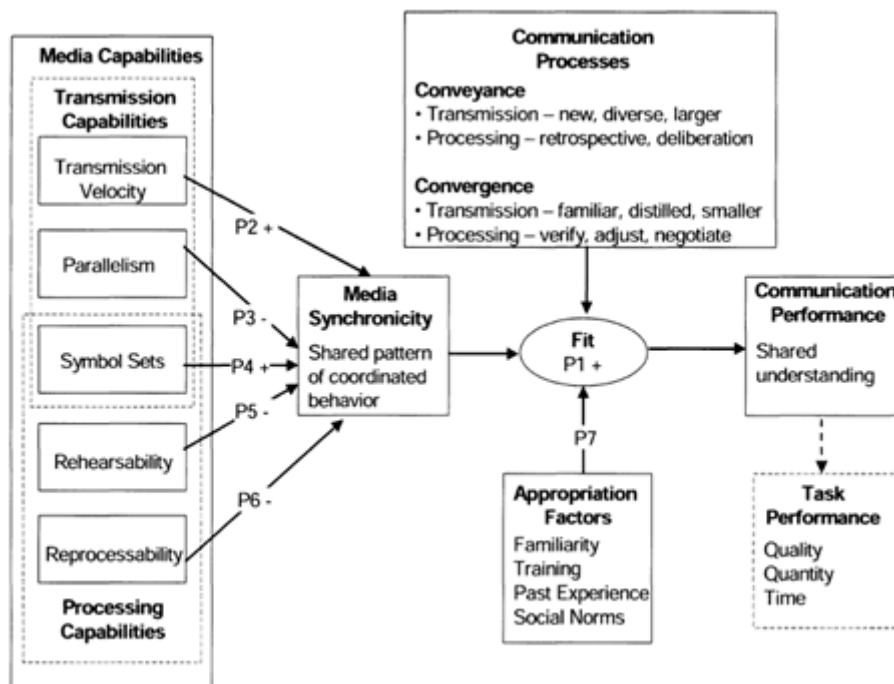 Media Capabilities
Transmission
Capabilities
Transmission
Velocity
Parallelism
Symbol Sets
Rehearsability
Reprocessability
Processing
Capabilities
P2 +
P3 -
P4 +
P5 -
P6 -
Media
Synchronicity
Shared pattern
of coordinated
behavior
Communication
Processes
Conveyance
• Transmission – new, diverse, larger
• Processing – retrospective, deliberation
Convergence
• Transmission – familiar, distilled, smaller
• Processing – verify, adjust, negotiate
Fit
P1 +
P7
Appropriation
Factors
Familiarity
Training
Past Experience
Social Norms
Communication
Performance
Shared
understanding
Task
Performance
Quality
Quantity
Time